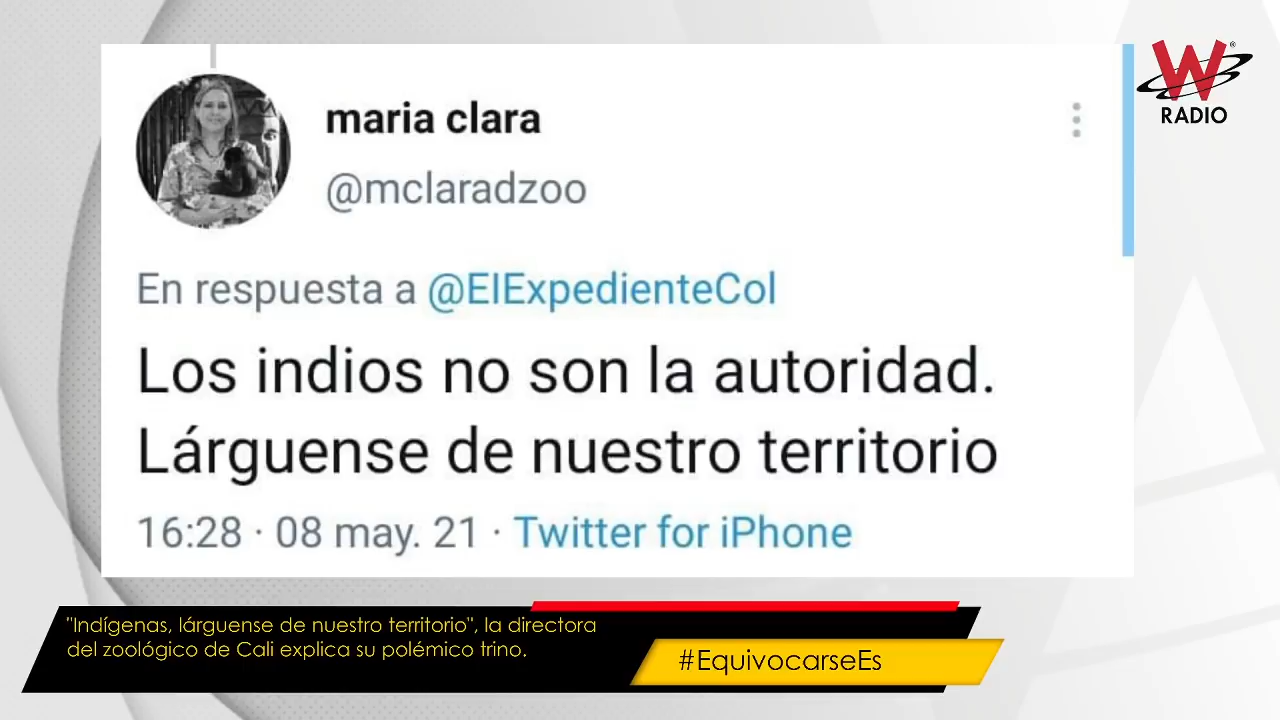 W
RADIO
maria clara
@mclaradzoo
En respuesta a @ElExpedienteCol
Los indios no son la autoridad.
Lárguense de nuestro territorio
16:28 · 08 may. 21 · Twitter for iPhone
"Indígenas, lárguense de nuestro territorio", la directora
del zoológico de Cali explica su polémico trino.
#EquivocarseEs